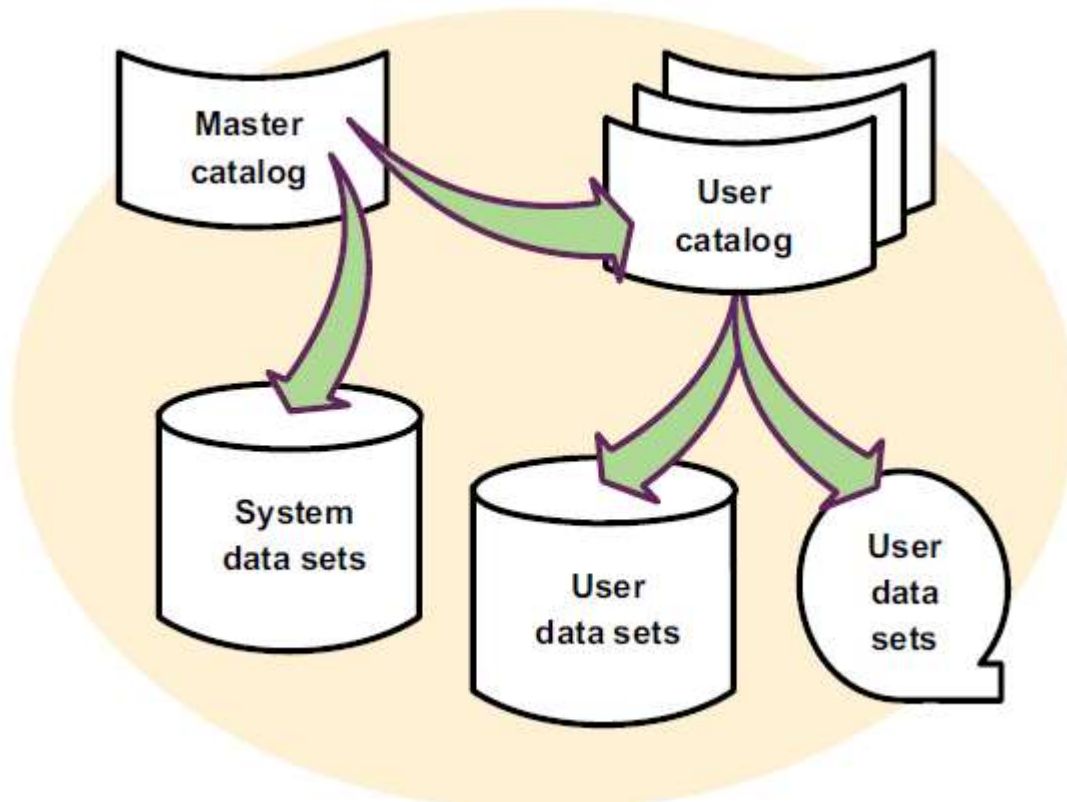 Master
catalog
User
catalog
System
data sets
User
data sets
User
data
sets